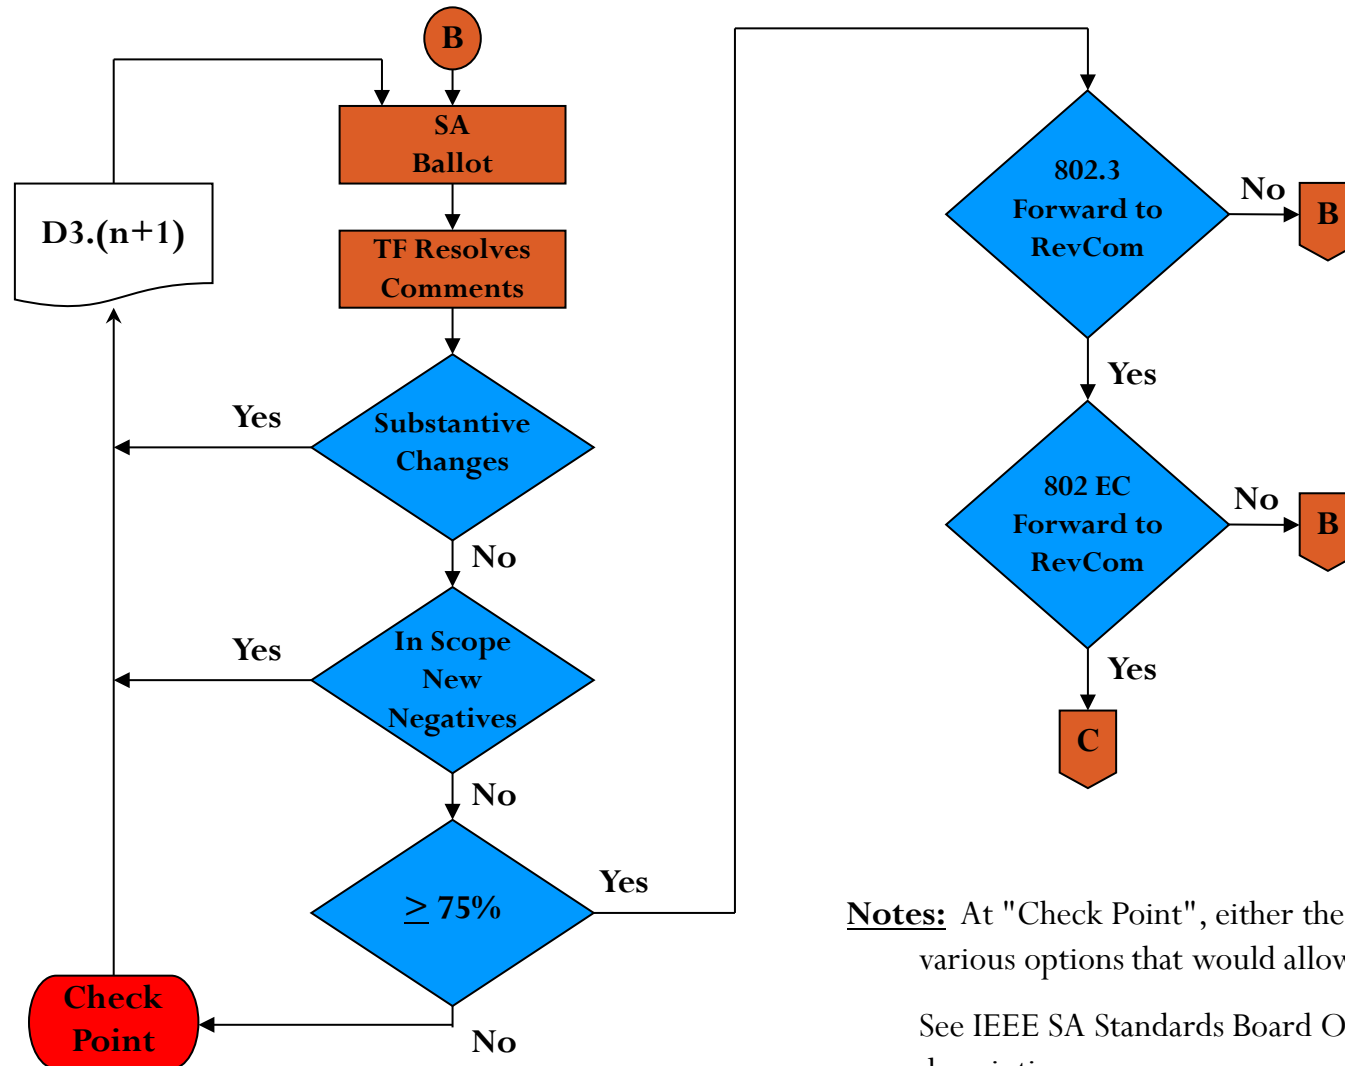 B
SA
Ballot
D3.(n+1)
TF Resolves
Comments
Yes
Substantive
Changes
No
Yes
In Scope
New
Negatives
No
≥ 75%
Yes
Check
Point
No
802.3
Forward to
RevCom
No
B
Yes
802 EC
Forward to
RevCom
No
B
Yes
C
Notes: At "Check Point", either the
various options that would allow
See IEEE SA Standards Board O